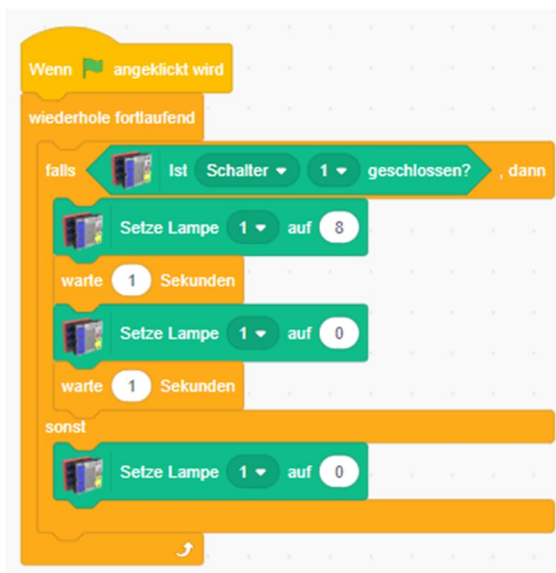 Wenn angeklickt wird
wiederhole fortlaufend
falls Ist Schalter 1 geschlossen? , dann
Setze Lampe 1 auf 8
warte 1 Sekunden
Setze Lampe 1 auf 0
warte 1 Sekunden
sonst
Setze Lampe 1 auf 0